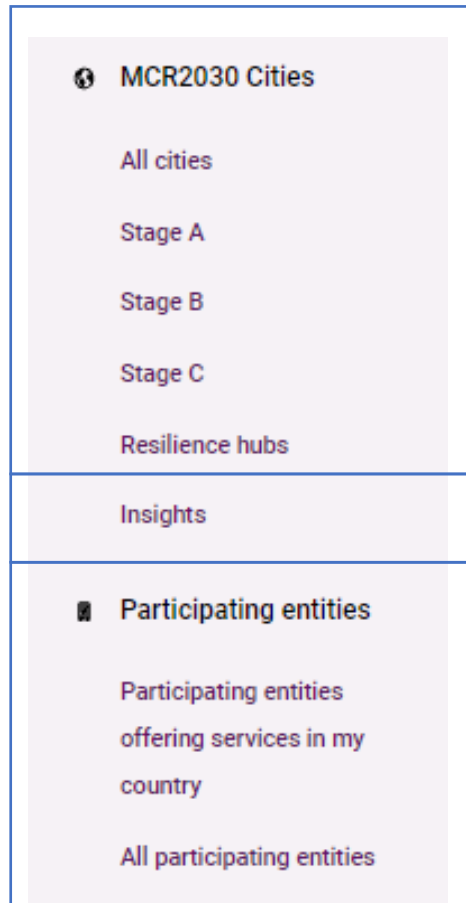 MCR2030 Cities
All cities
Stage A
Stage B
Stage C
Resilience hubs
Insights
Participating entities
Participating entities
offering services in my
country
All participating entities